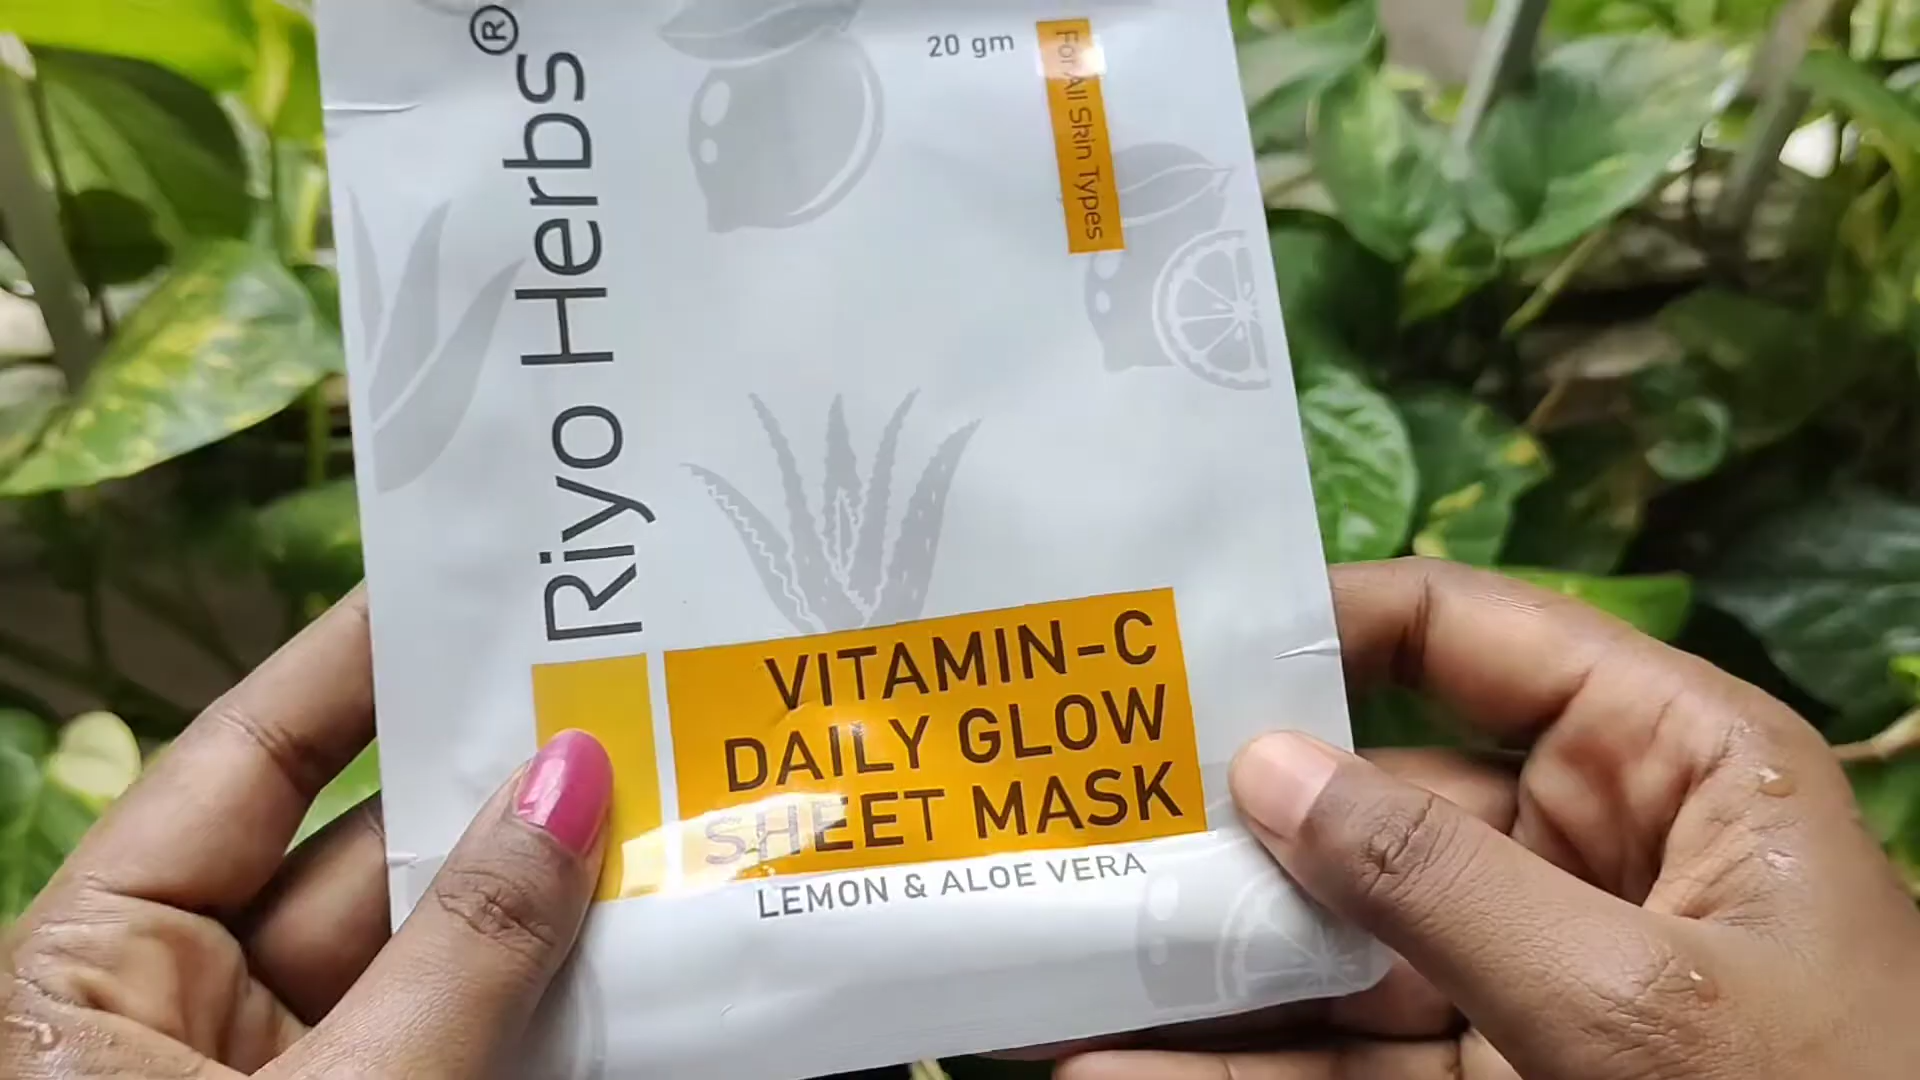 Riyo Herbs®
20 gm
For All Skin Types
VITAMIN-C
DAILY GLOW
SHEET MASK
LEMON & ALOE VERA